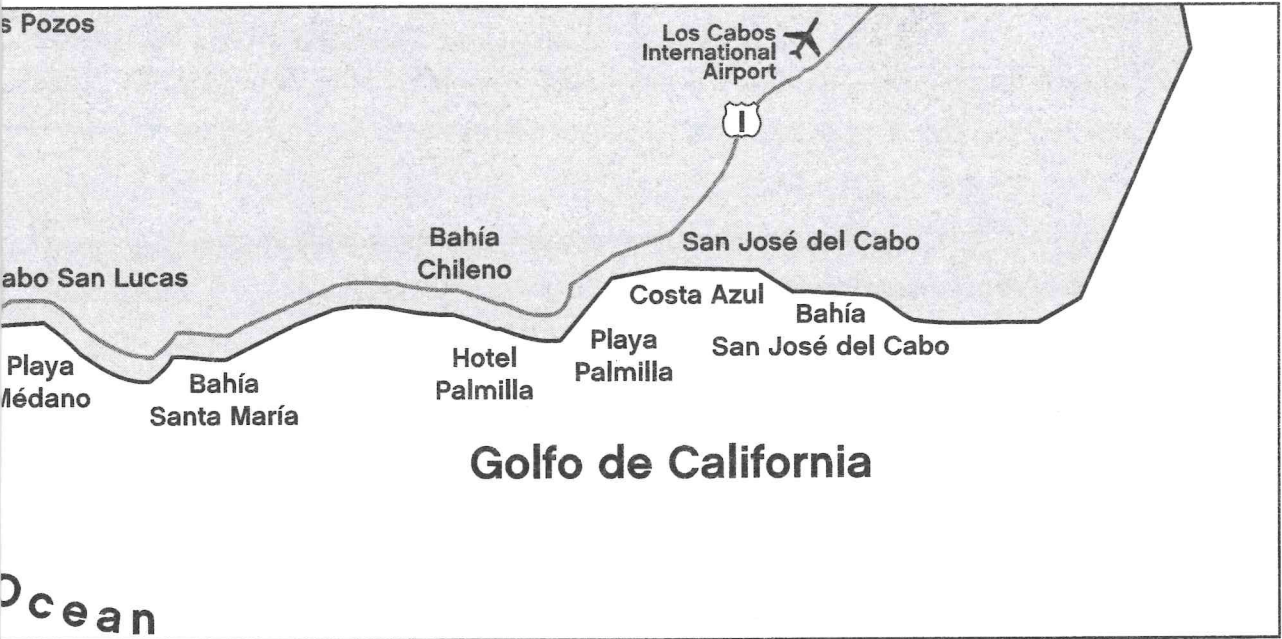 s Pozos
Los Cabos
International
Airport
1
Bahía
Chileno
San José del Cabo
abo San Lucas
Costa Azul
Bahía
San José del Cabo
Playa
Palmilla
Hotel
Palmilla
Playa
Médano
Bahía
Santa María
Golfo de California
Ocean